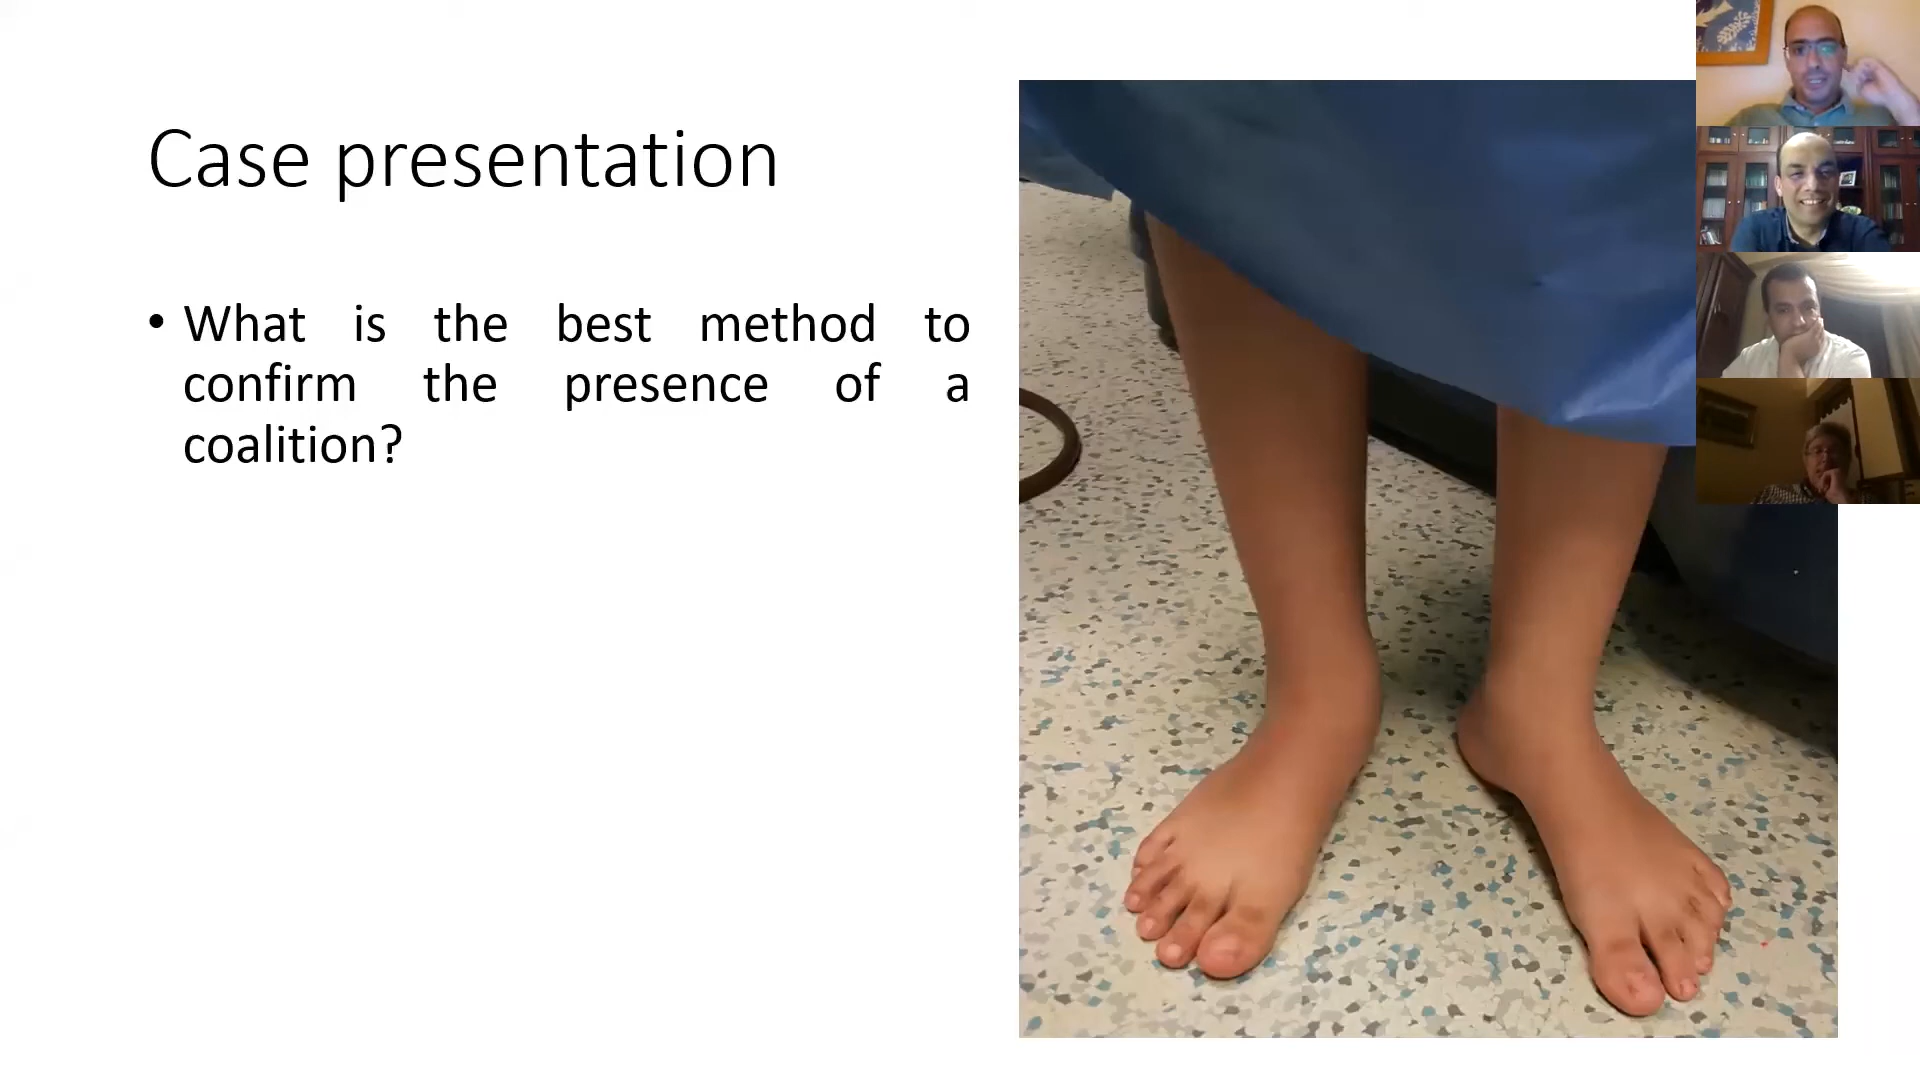 Case presentation
• What is the best method to
confirm the presence of a
coalition?